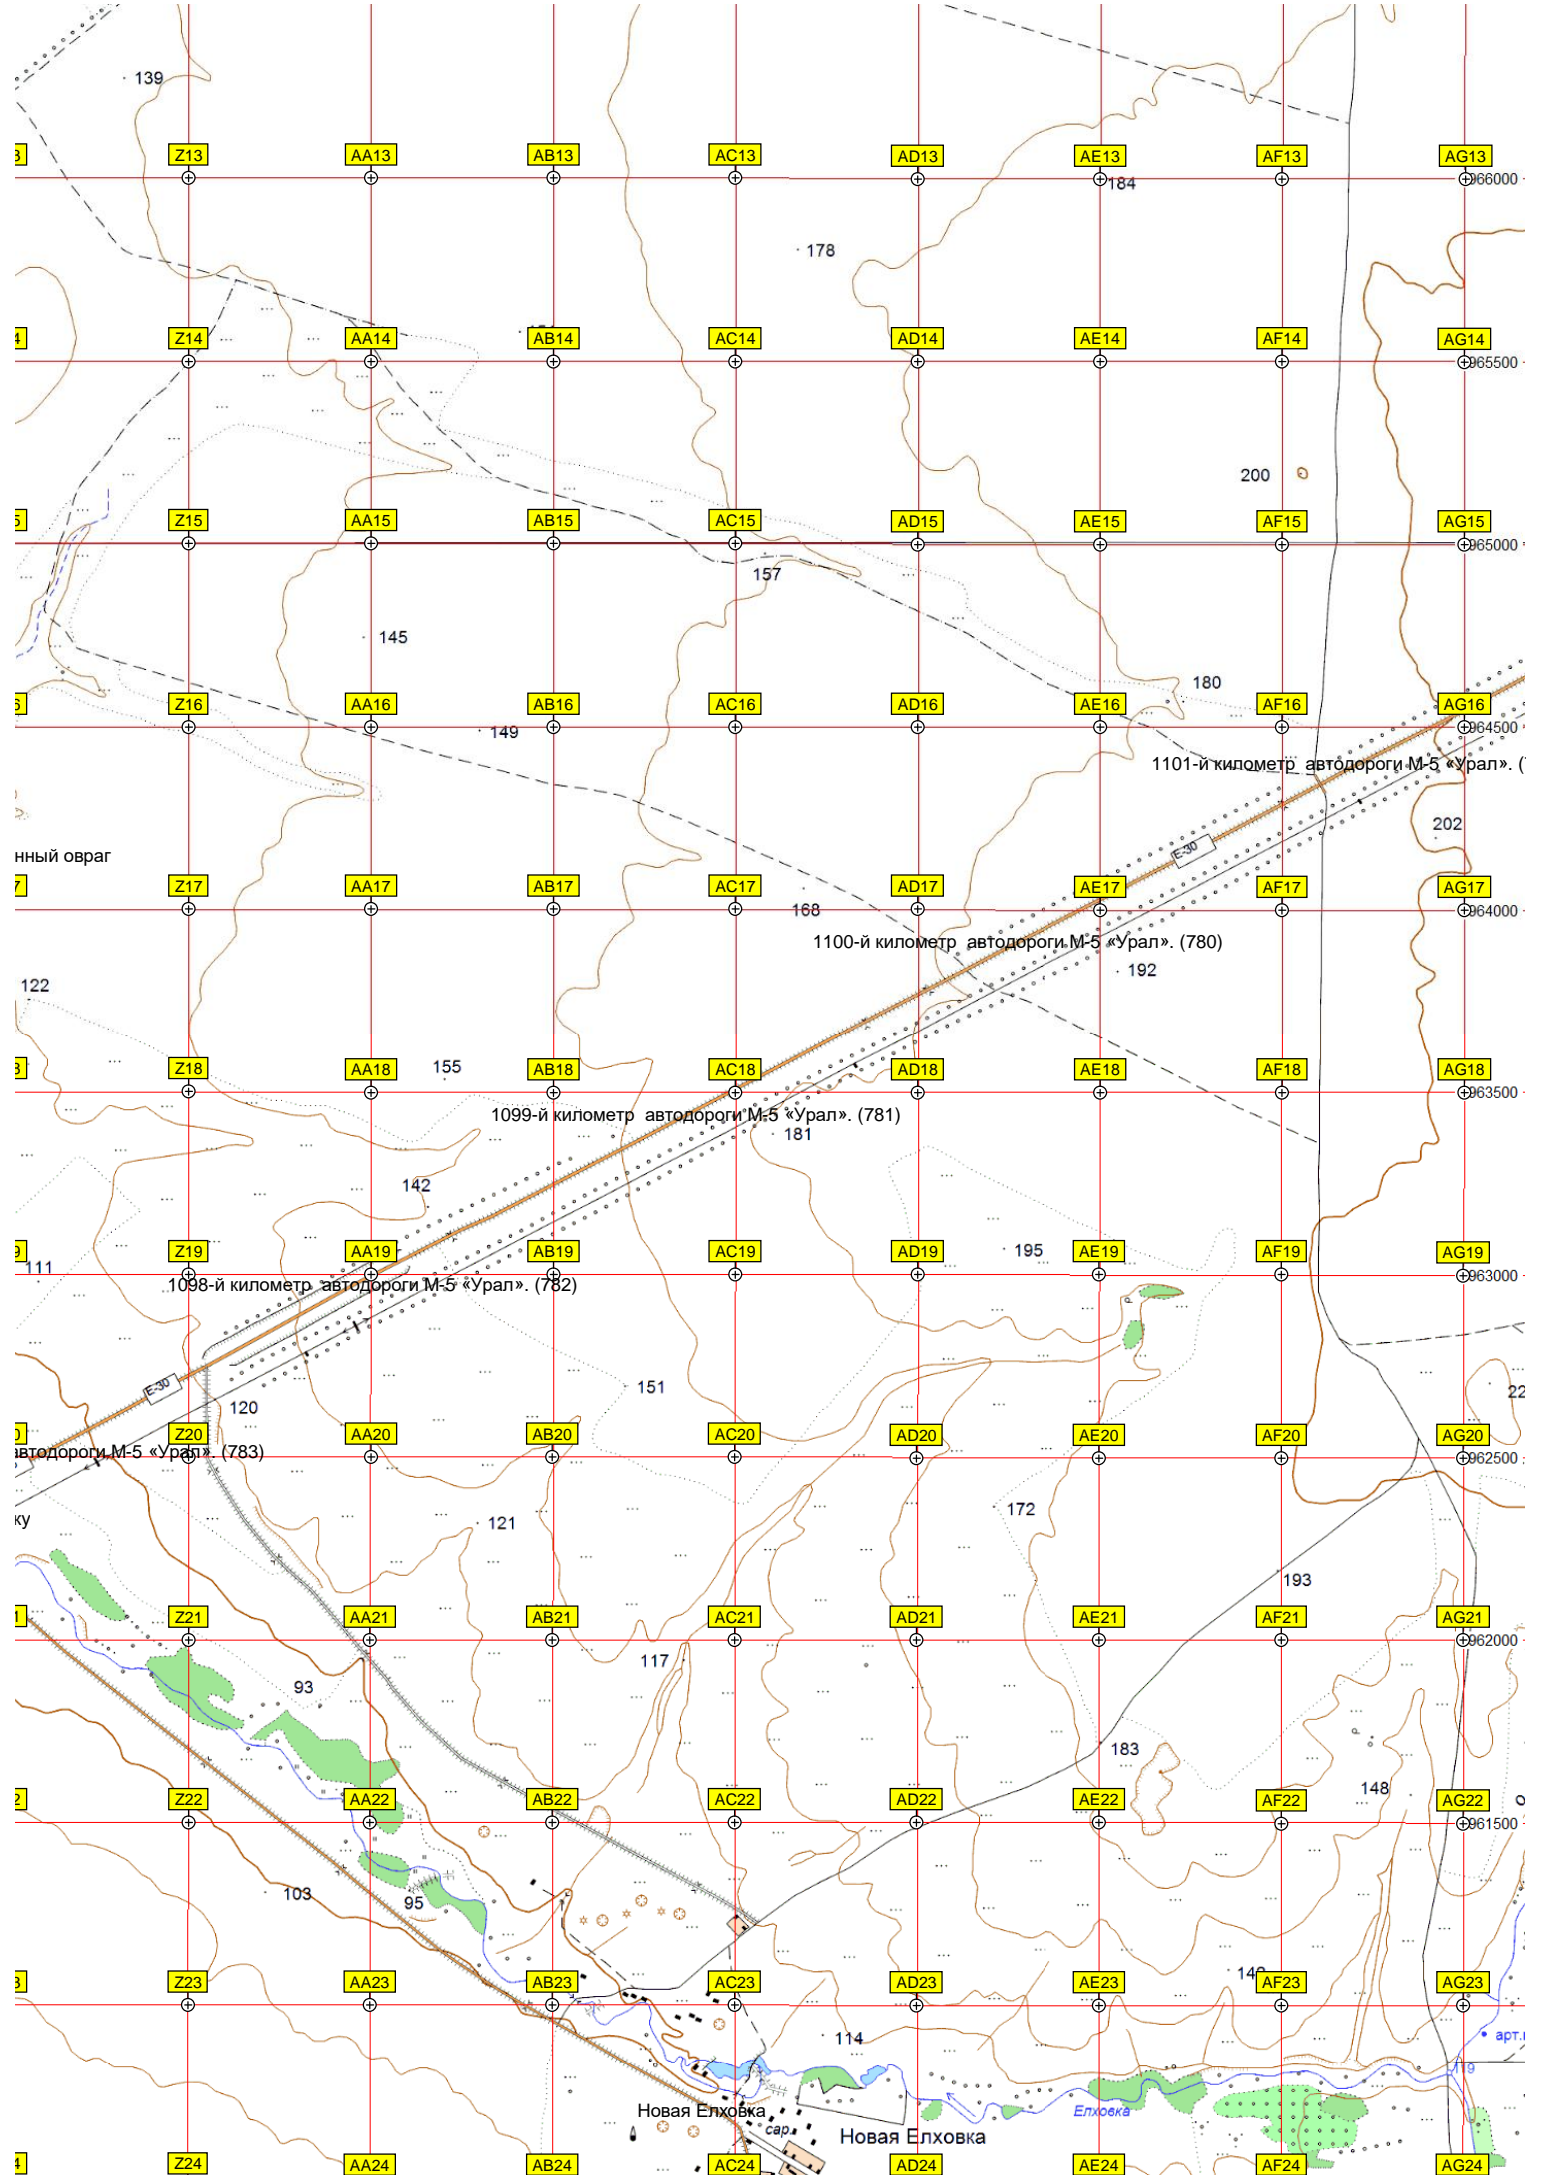 139
Z13 AA13 AB13 AC13 AD13 AE13 AF13 AG13
184 966000
178
Z14 AA14 AB14 AC14 AD14 AE14 AF14 AG14
965500
200
Z15 AA15 AB15 AC15 AD15 AE15 AF15 AG15
965000
157
145
180
Z16 AA16 AB16 AC16 AD16 AE16 AF16 AG16
149 964500
1101-й километр автодороги М-5 «Урал». (
202
E-30
нный овраг
Z17 AA17 AB17 AC17 AD17 AE17 AF17 AG17
168 964000
1100-й километр автодороги М-5 «Урал». (780)
192
122
155
Z18 AA18 AB18 AC18 AD18 AE18 AF18 AG18
963500
1099-й километр автодороги М-5 «Урал». (781)
181
142
195
Z19 AA19 AB19 AC19 AD19 AE19 AF19 AG19
111 963000
1098-й километр автодороги М-5 «Урал». (782)
E-30
151
22
120
Z20 AA20 AB20 AC20 AD20 AE20 AF20 AG20
автодороги М-5 «Урал». (783) 962500
172
ку
121
193
Z21 AA21 AB21 AC21 AD21 AE21 AF21 AG21
962000
117
93
183
148
Z22 AA22 AB22 AC22 AD22 AE22 AF22 AG22
961500
103
95
Z23 AA23 AB23 AC23 AD23 AE23 AF23 AG23
114
арт.
Новая Елховка
Елховка
сар.
Новая Елховка
Z24 AA24 AB24 AC24 AD24 AE24 AF24 AG24